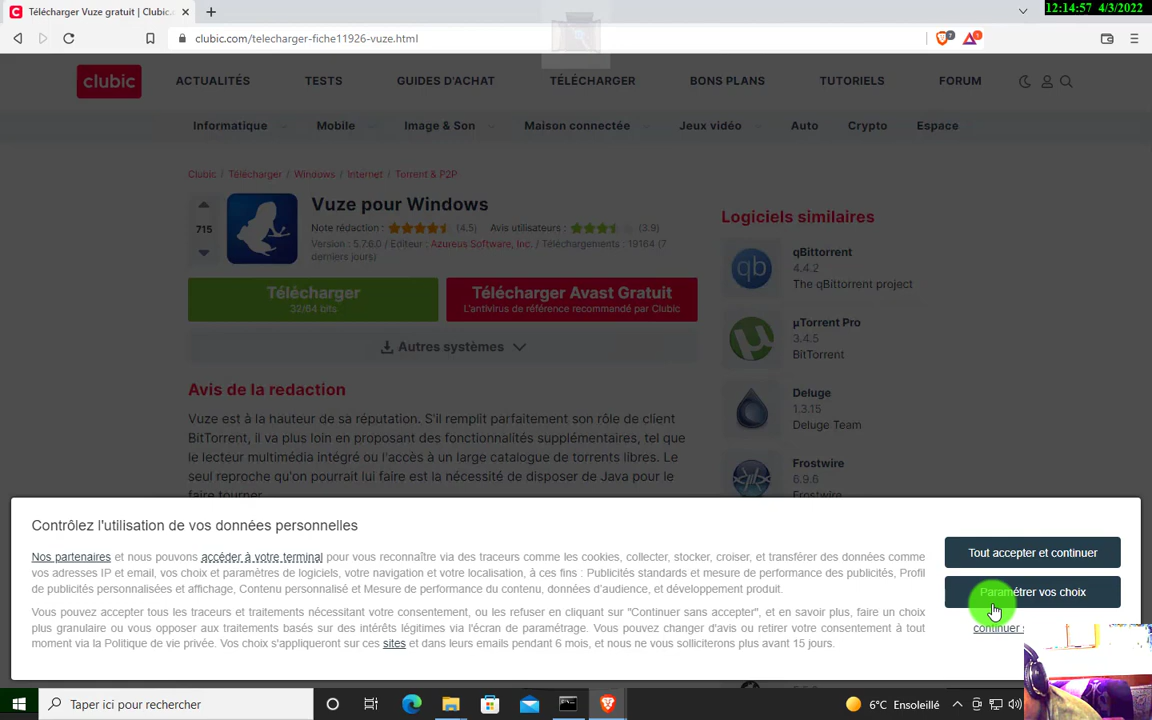 Télécharger Vuze gratuit | Clubic.
12:14:57 4/3/2022
clubic.com/telecharger-fiche11926-vuze.html
clubic
ACTUALITÉS
TESTS
GUIDES D'ACHAT
TÉLÉCHARGER
BONS PLANS
TUTORIELS
FORUM
Informatique
Mobile
Image & Son
Maison connectée
Jeux vidéo
Auto
Crypto
Espace
Clubic / Télécharger / Windows / Internet / Torrent & P2P
715
Vuze pour Windows
Note rédaction : (4.5) Avis utilisateurs : (3.9)
Version : 5.7.6.0 / Editeur : Azureus Software, Inc. / Téléchargements : 19164 (7
derniers jours)
Télécharger
32/64 bits
Télécharger Avast Gratuit
L'antivirus de référence recommandé par Clubic
Autres systèmes
Logiciels similaires
qBittorrent
4.4.2
The qBittorrent project
µTorrent Pro
3.4.5
BitTorrent
Deluge
1.3.15
Deluge Team
Frostwire
6.9.6
Frostwire
Avis de la redaction
Vuze est à la hauteur de sa réputation. S'il remplit parfaitement son rôle de client
BitTorrent, il va plus loin en proposant des fonctionnalités supplémentaires, tel que
le lecteur multimédia intégré ou l'accès à un large catalogue de torrents libres. Le
seul reproche qu'on pourrait lui faire est la nécessité de disposer de Java pour le
faire tourner.
Contrôlez l'utilisation de vos données personnelles
Nos partenaires et nous pouvons accéder à votre terminal pour vous reconnaître via des traceurs comme les cookies, collecter, stocker, croiser, et transférer des données comme
vos adresses IP et email, vos choix et paramètres de logiciels, votre navigation et votre localisation, à ces fins : Publicités standards et mesure de performance des publicités, Profil
de publicités personnalisées et affichage, Contenu personnalisé et Mesure de performance du contenu, données d'audience, et développement produit.
Vous pouvez accepter tous les traceurs et traitements nécessitant votre consentement, ou les refuser en cliquant sur "Continuer sans accepter", et en savoir plus, faire un choix
plus granulaire ou vous opposer aux traitements basés sur des intérêts légitimes via l'écran de paramétrage. Vous pouvez changer d'avis ou retirer votre consentement à tout
moment via la Politique de vie privée. Vos choix s'appliqueront sur ces sites et dans leurs emails pendant 6 mois, et nous ne vous solliciterons plus avant 15 jours.
Tout accepter et continuer
Paramétrer vos choix
continuer
Taper ici pour rechercher
6°C Ensoleillé